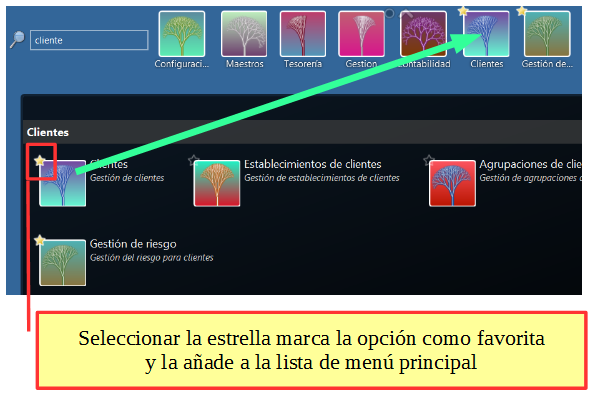 cliente
Configuraci...
Maestros
Tesorería
Gestion
Contabilidad
Clientes
Gestión de...
Clientes
Clientes
Gestión de clientes
Establecimientos de clientes
Gestión de establecimientos de clientes
Agrupaciones de clie
Gestión de agrupaciones
Gestión de riesgo
Gestión del riesgo para clientes
Seleccionar la estrella marca la opción como favorita
y la añade a la lista de menú principal